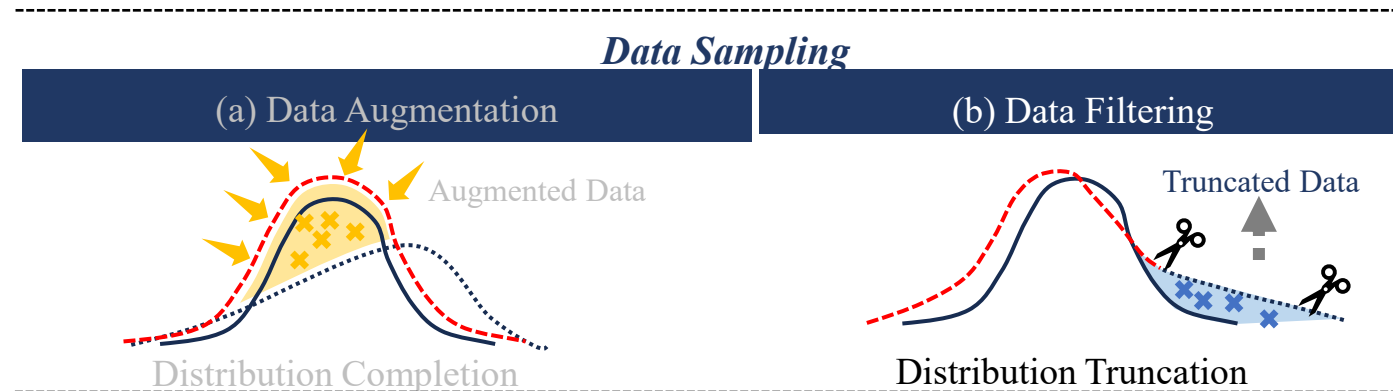 Data Sampling
(a) Data Augmentation
(b) Data Filtering
Augmented Data
Truncated Data
Distribution Completion
Distribution Truncation